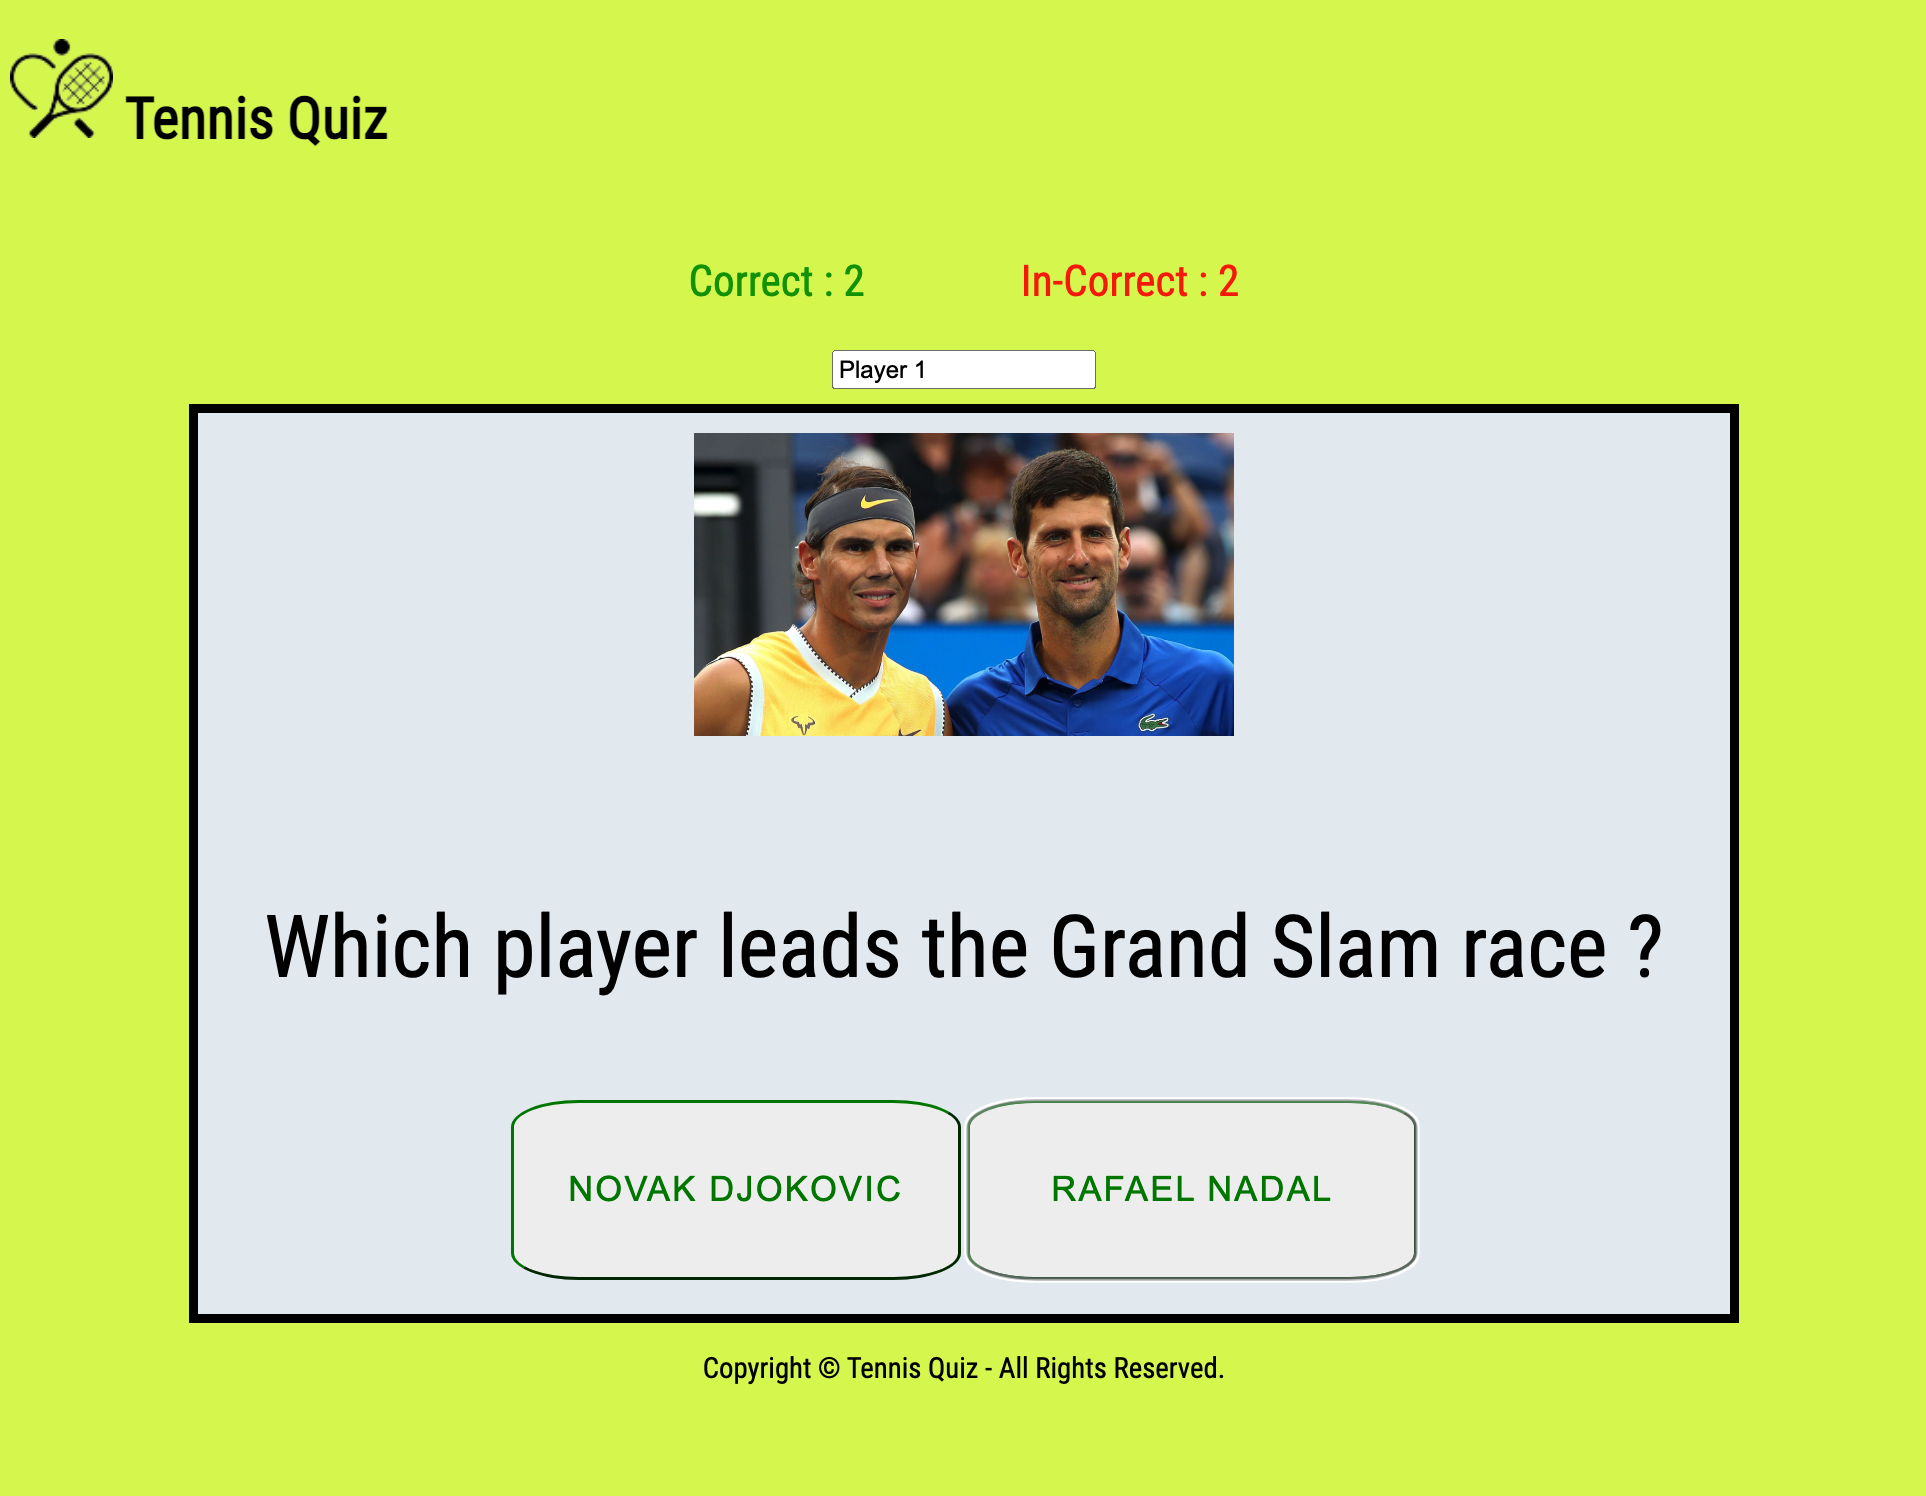 Tennis Quiz
Correct : 2
In-Correct : 2
Player 1
Which player leads the Grand Slam race ?
NOVAK DJOKOVIC
RAFAEL NADAL
Copyright © Tennis Quiz - All Rights Reserved.